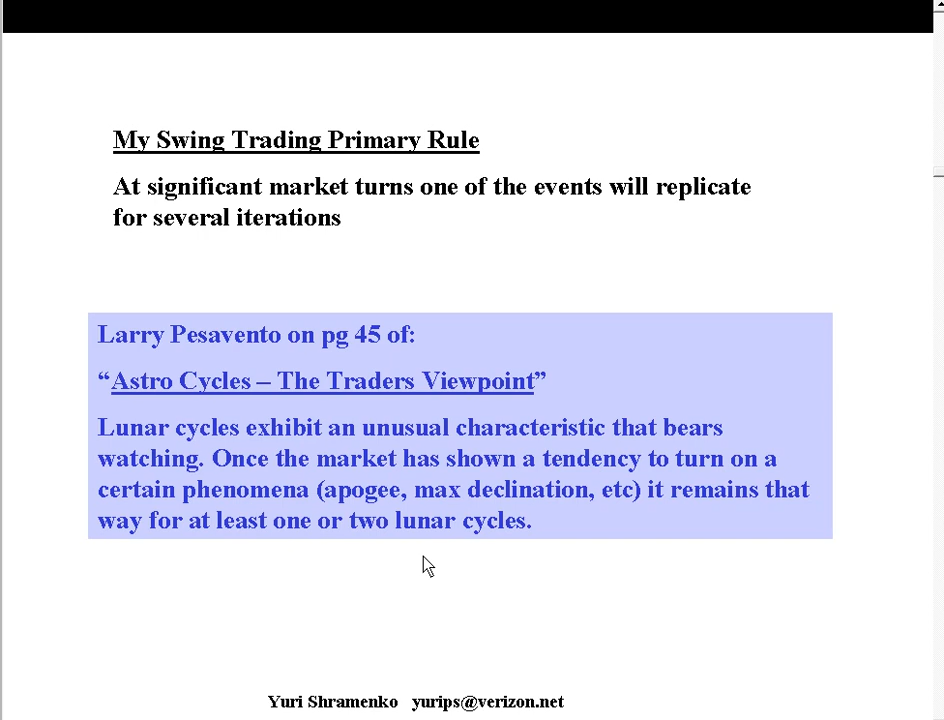 My Swing Trading Primary Rule
At significant market turns one of the events will replicate
for several iterations
Larry Pesavento on pg 45 of:
“Astro Cycles – The Traders Viewpoint”
Lunar cycles exhibit an unusual characteristic that bears
watching. Once the market has shown a tendency to turn on a
certain phenomena (apogee, max declination, etc) it remains that
way for at least one or two lunar cycles.
Yuri Shramenko yurips@verizon.net